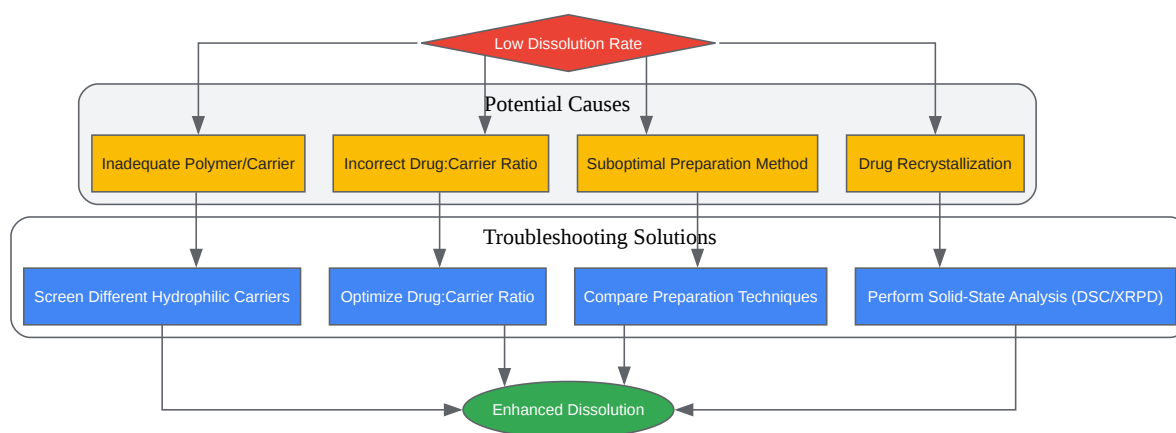 Low Dissolution Rate
Potential Causes
Inadequate Polymer/Carrier
Incorrect Drug:Carrier Ratio
Suboptimal Preparation Method
Drug Recrystallization
Troubleshooting Solutions
Screen Different Hydrophilic Carriers
Optimize Drug:Carrier Ratio
Compare Preparation Techniques
Perform Solid-State Analysis (DSC/XRPD)
Enhanced Dissolution